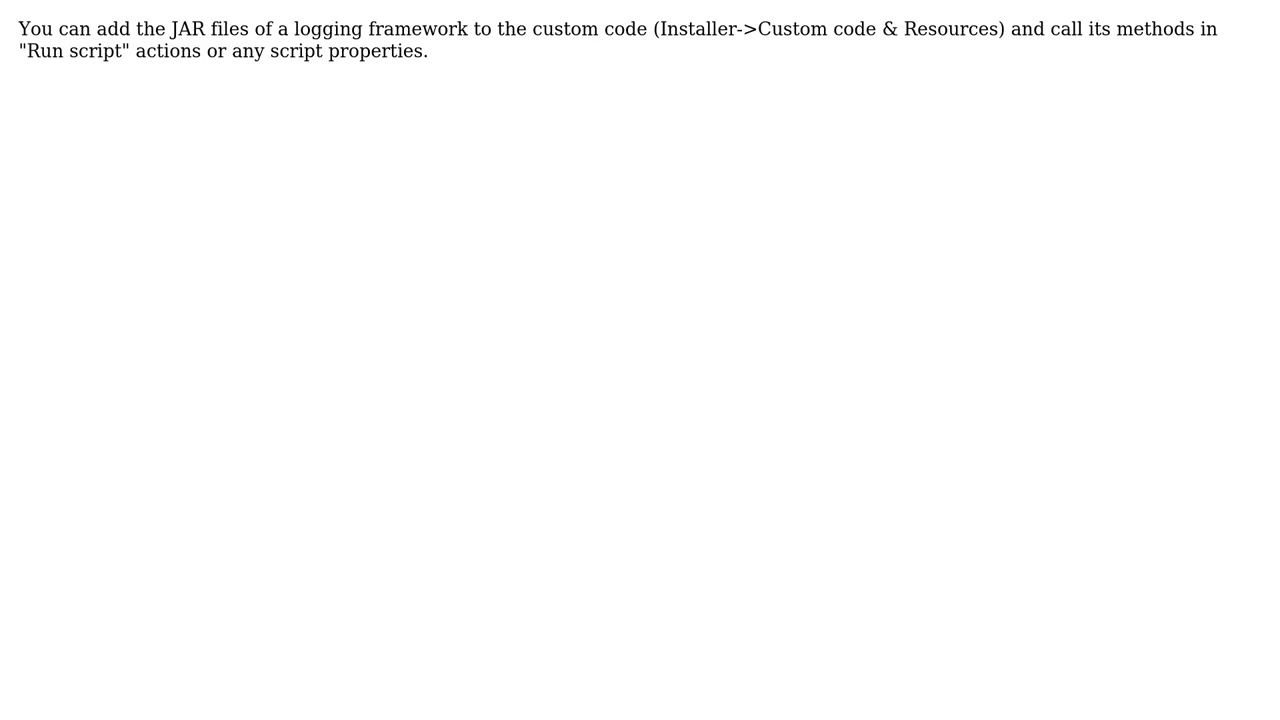 You can add the JAR files of a logging framework to the custom code (Installer->Custom code & Resources) and call its methods in
"Run script" actions or any script properties.